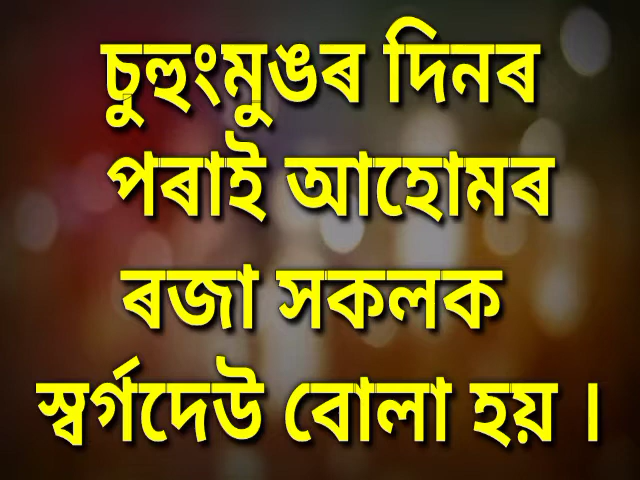 চুহুংমুঙৰ দিনৰ
পৰাই আহোমৰ
ৰজা সকলক
স্বৰ্গদেউ বোলা হয় ।